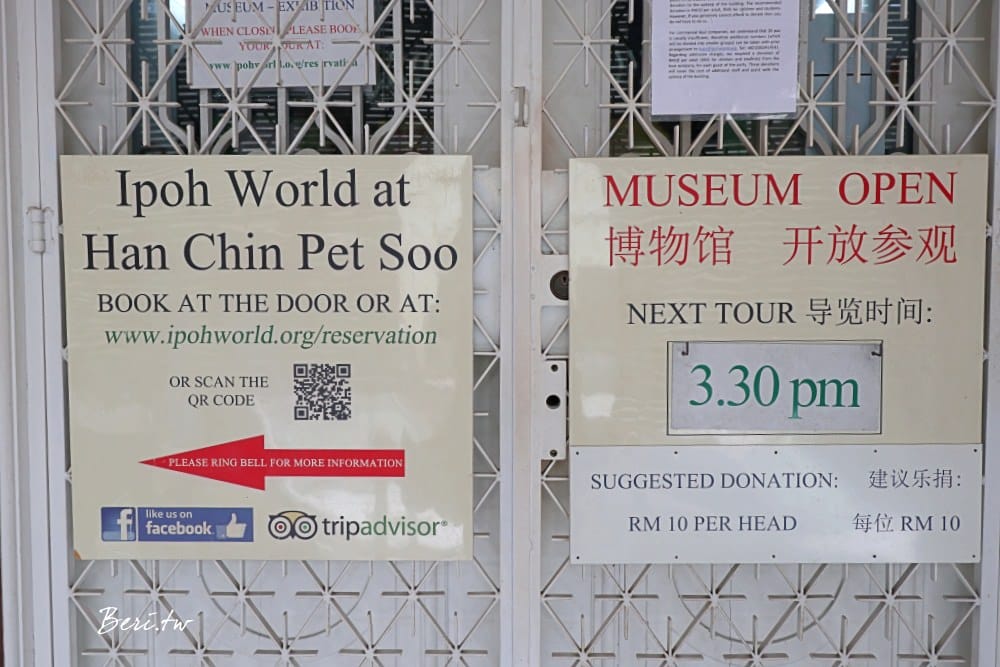 MUSEUM – EXHIBITION
WHEN CLOSED PLEASE BOOK
YOUR TOUR AT:
www.ipohworld.org/reservation
Ipoh World at
Han Chin Pet Soo
BOOK AT THE DOOR OR AT:
www.ipohworld.org/reservation
OR SCAN THE
QR CODE
PLEASE RING BELL FOR MORE INFORMATION
like us on
facebook
tripadvisor®
MUSEUM OPEN
博物馆 开放参观
NEXT TOUR 导览时间:
3.30 pm
SUGGESTED DONATION: 建议乐捐:
RM 10 PER HEAD 每位 RM 10
Beri.tw